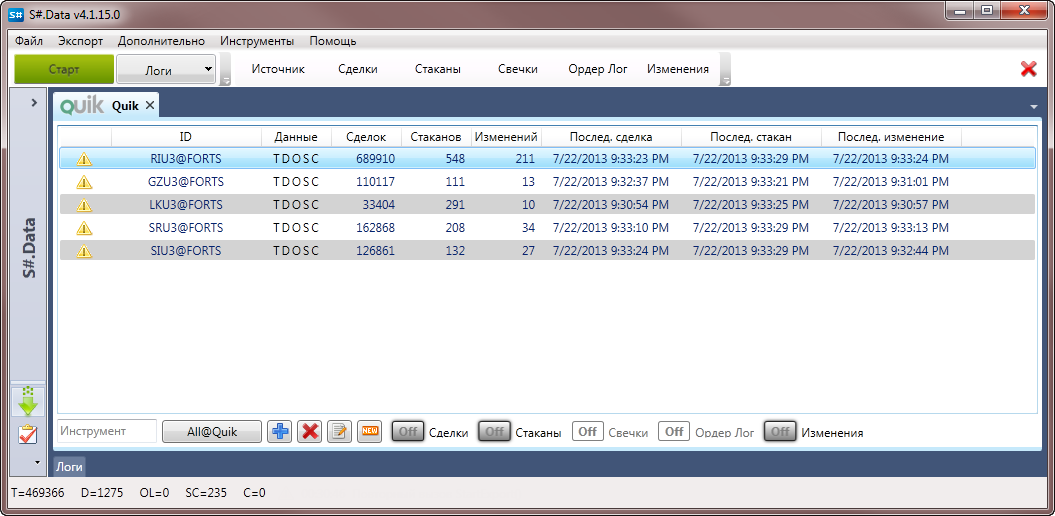 S#.Data v4.1.15.0
Файл Экспорт Дополнительно Инструменты Помощь
Старт Логи Источник Сделки Стаканы Свечки Ордер Лог Изменения
quik Quik
ID Данные Сделок Стаканов Изменений Послед. сделка Послед. стакан Послед. изменение
RIU3@FORTS TDOSC 689910 548 211 7/22/2013 9:33:23 PM 7/22/2013 9:33:29 PM 7/22/2013 9:33:24 PM
GZU3@FORTS TDOSC 110117 111 13 7/22/2013 9:32:37 PM 7/22/2013 9:33:21 PM 7/22/2013 9:31:01 PM
LKU3@FORTS TDOSC 33404 291 10 7/22/2013 9:30:54 PM 7/22/2013 9:33:25 PM 7/22/2013 9:30:57 PM
SRU3@FORTS TDOSC 162868 208 34 7/22/2013 9:33:10 PM 7/22/2013 9:33:29 PM 7/22/2013 9:33:13 PM
SIU3@FORTS TDOSC 126861 132 27 7/22/2013 9:33:24 PM 7/22/2013 9:33:29 PM 7/22/2013 9:32:44 PM
S#.Data
Инструмент All@Quik NEW Off Сделки Off Стаканы Off Свечки Off Ордер Лог Off Изменения
Логи
T=469366 D=1275 OL=0 SC=235 C=0